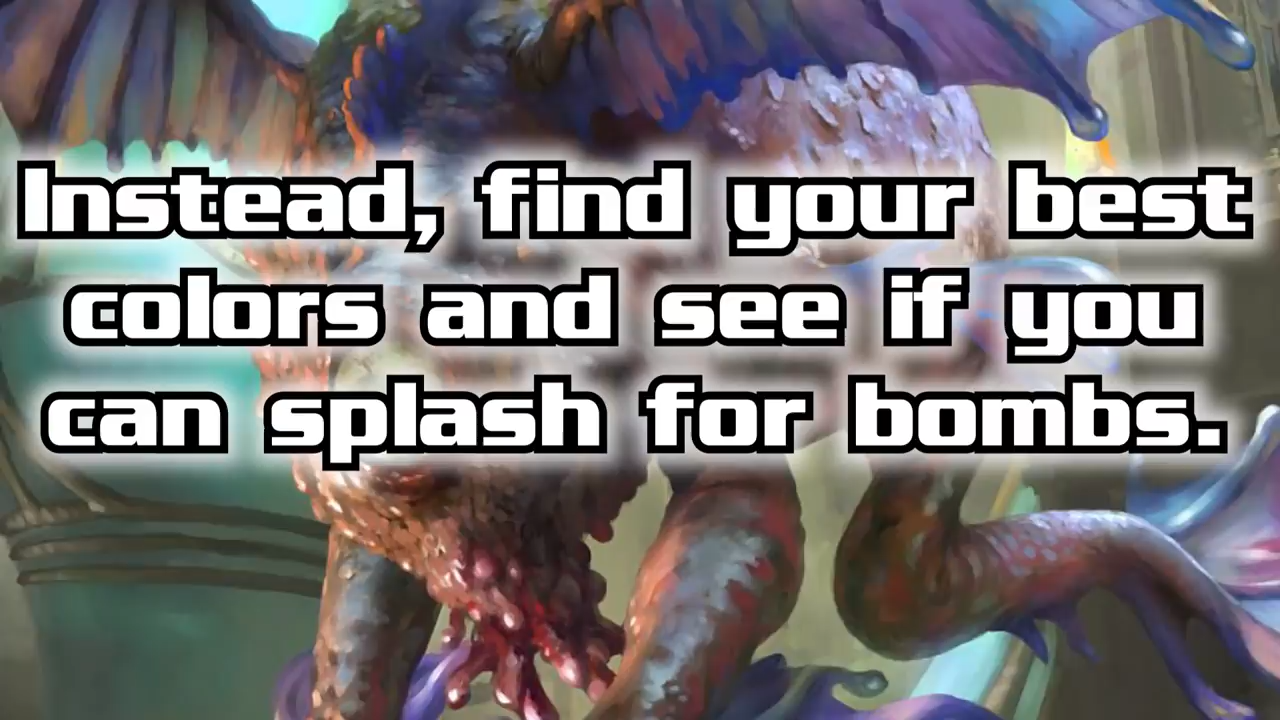 Instead, find your best
colors and see if you
can splash for bombs.